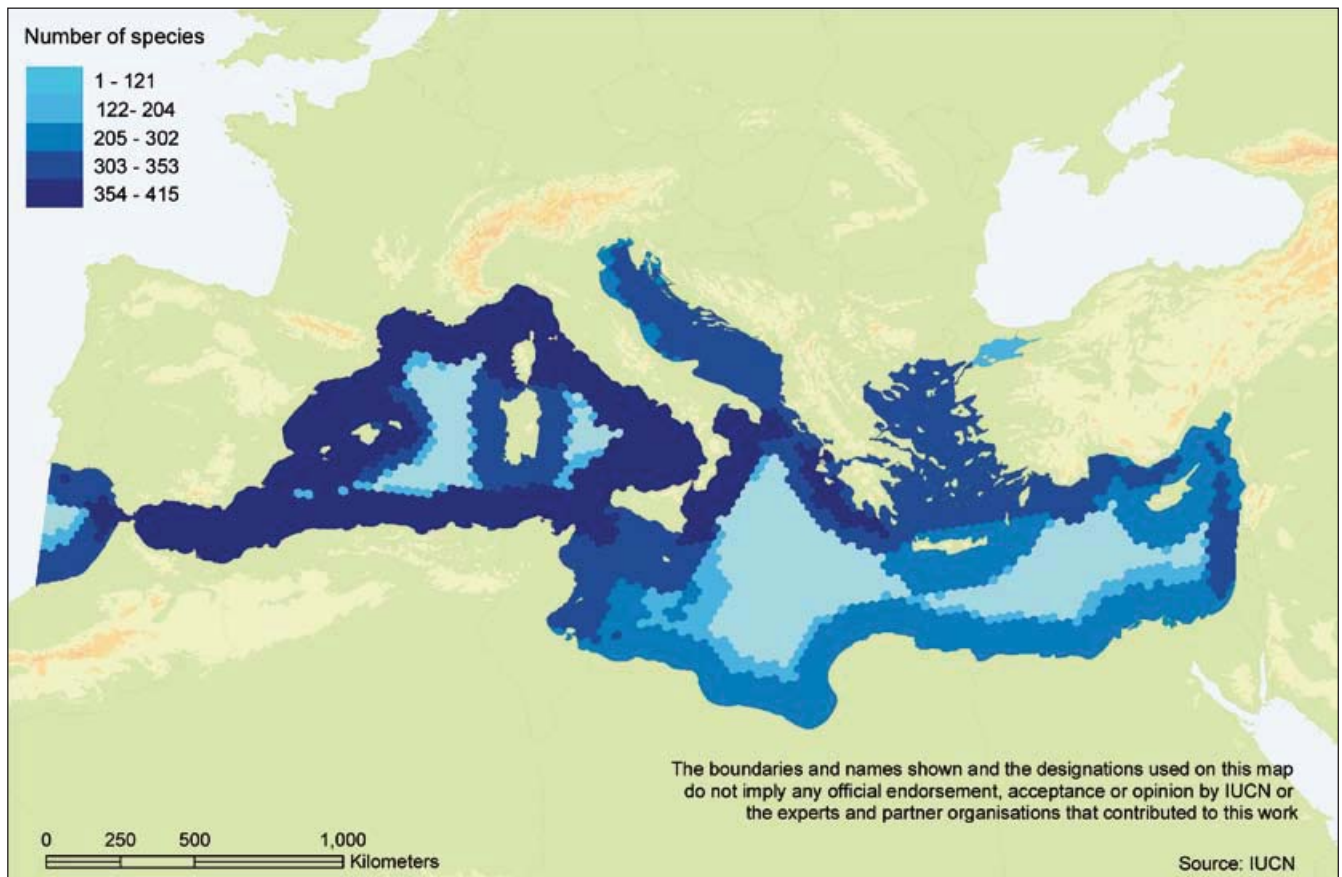 Number of species
1 - 121
122- 204
205 - 302
303 - 353
354 - 415
The boundaries and names shown and the designations used on this map
do not imply any official endorsement, acceptance or opinion by IUCN or
the experts and partner organisations that contributed to this work
0 250 500 1,000
Kilometers
Source: IUCN